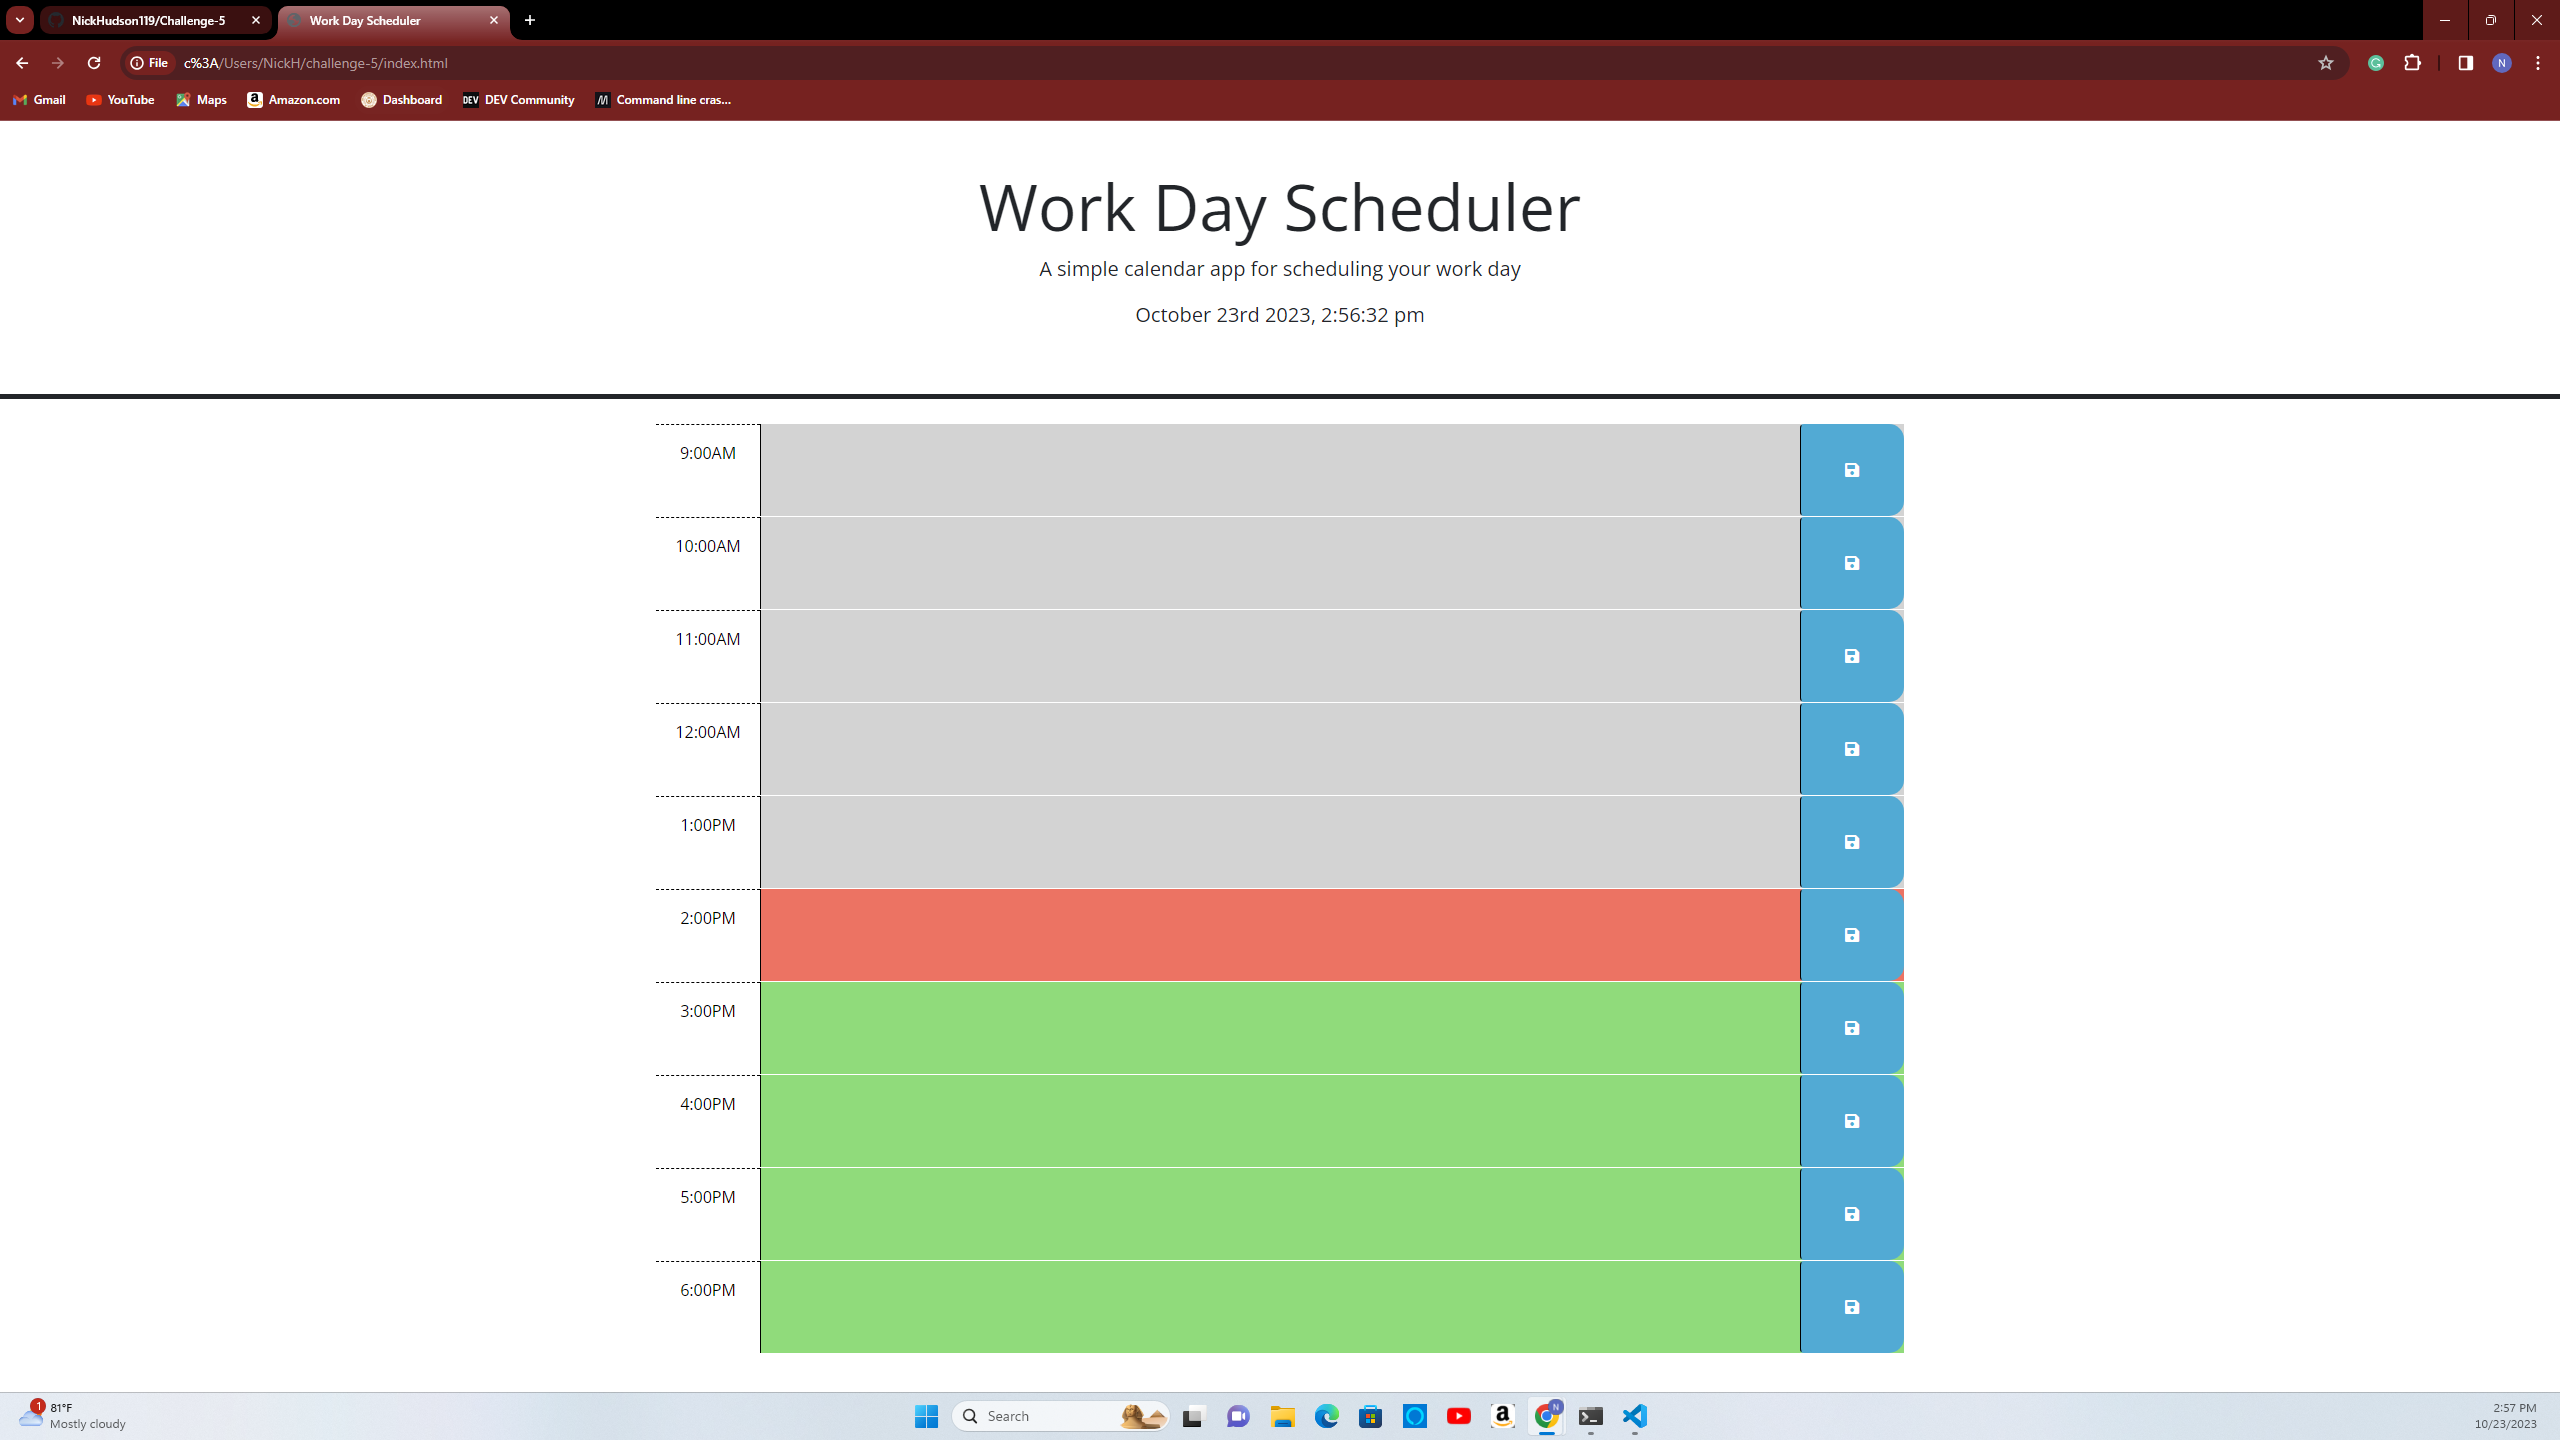 NickHudson119/Challenge-5
Work Day Scheduler
File c%3A/Users/NickH/challenge-5/index.html
N
Gmail YouTube Maps Amazon.com Dashboard DEV DEV Community Command line cras...
Work Day Scheduler
A simple calendar app for scheduling your work day
October 23rd 2023, 2:56:32 pm
9:00AM
10:00AM
11:00AM
12:00AM
1:00PM
2:00PM
3:00PM
4:00PM
5:00PM
6:00PM
1
81°F
Mostly cloudy
Search
N
2:57 PM
10/23/2023